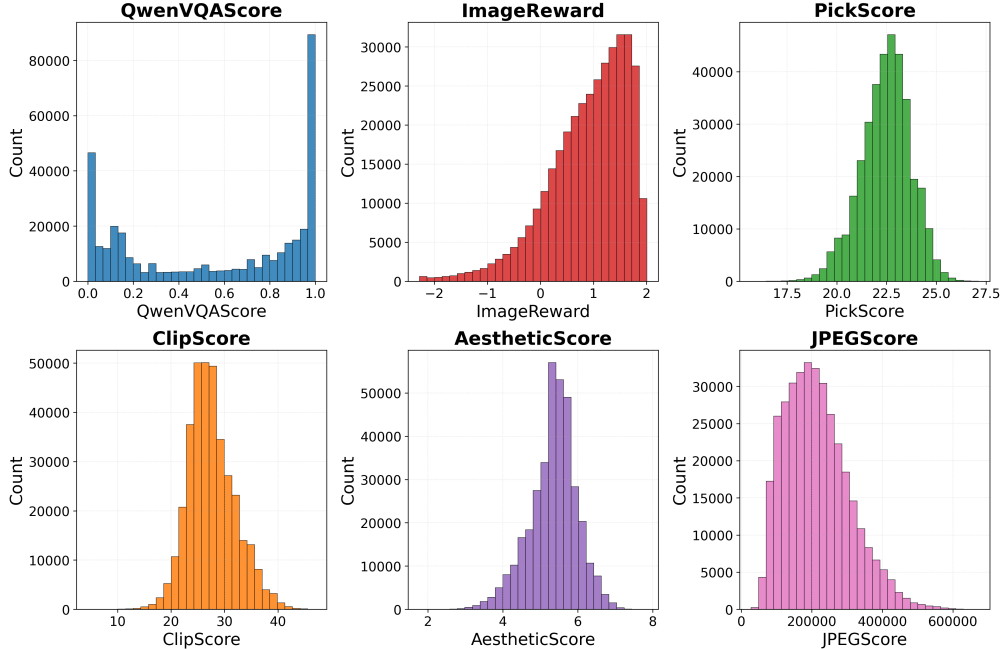 QwenVQAScore
80000
60000
40000
20000
0
Count
0.0 0.2 0.4 0.6 0.8 1.0
QwenVQAScore
ImageReward
30000
25000
20000
15000
10000
5000
0
Count
−2 −1 0 1 2
ImageReward
PickScore
40000
30000
20000
10000
0
Count
17.5 20.0 22.5 25.0 27.5
PickScore
ClipScore
50000
40000
30000
20000
10000
0
Count
10 20 30 40
ClipScore
AestheticScore
50000
40000
30000
20000
10000
0
Count
2 4 6 8
AestheticScore
JPEGScore
30000
25000
20000
15000
10000
5000
0
Count
0 200000 400000 600000
JPEGScore